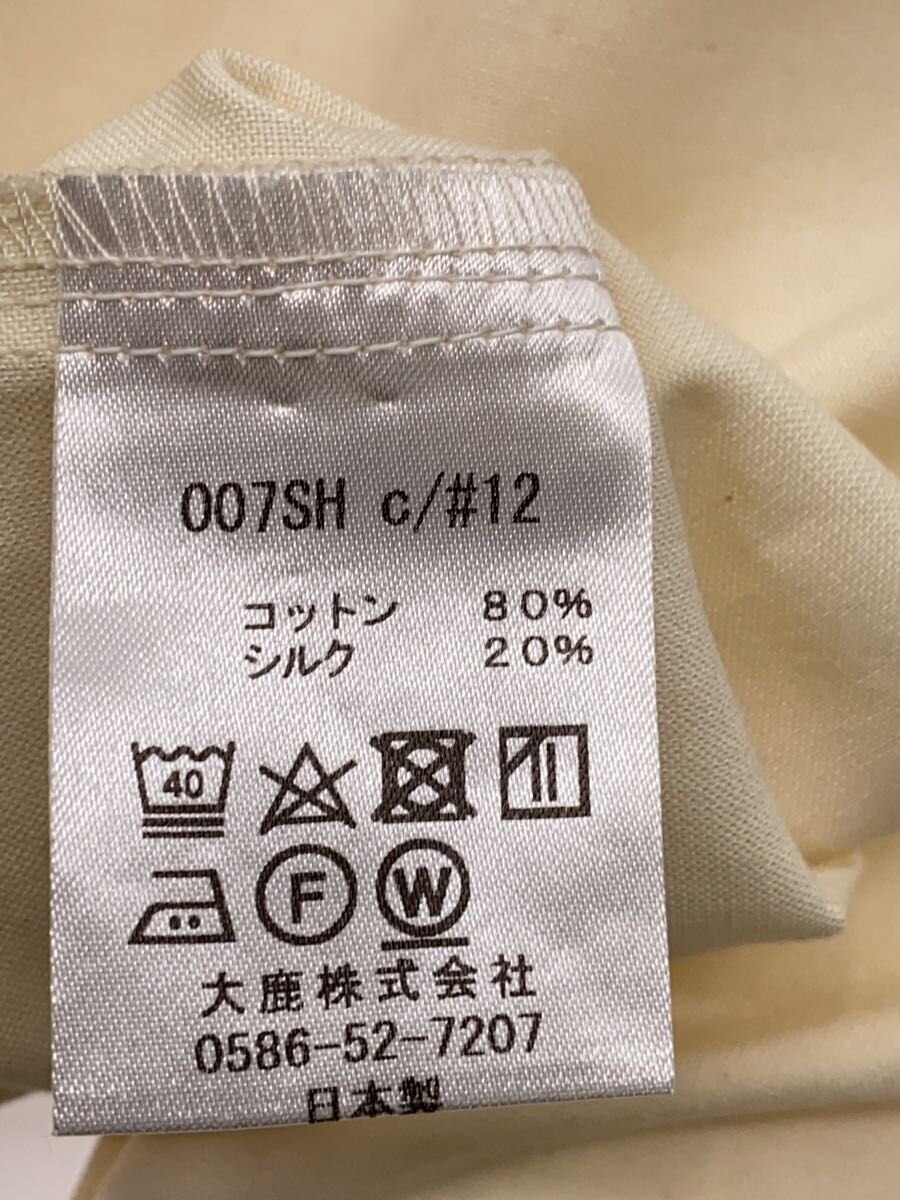 007SH c/#12
コットン 80%
シルク 20%
40
F W
大鹿株式会社
0586-52-7207
日本製